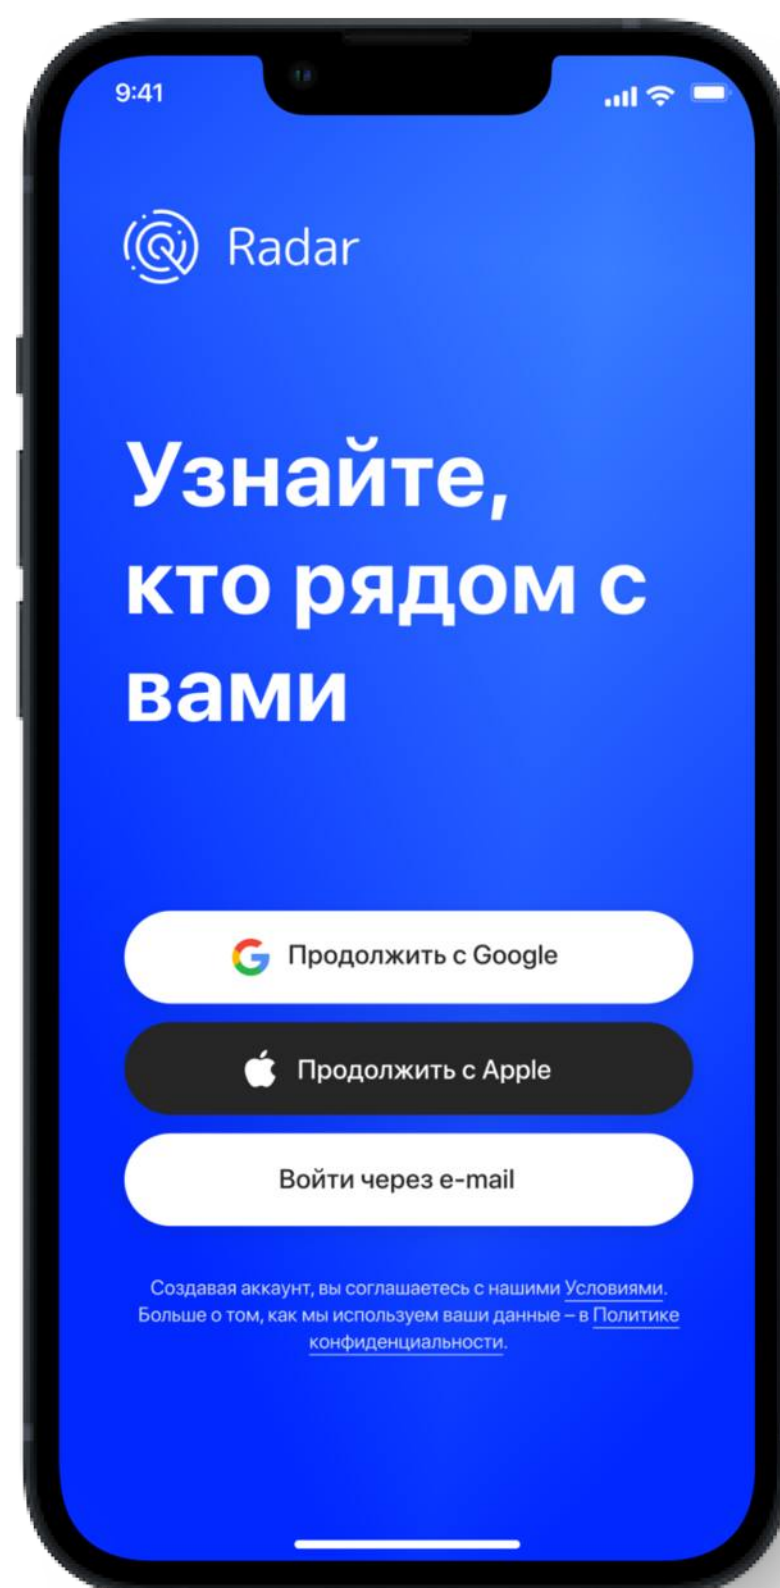 9:41
Radar
Узнайте,
кто рядом с
вами
Продолжить с Google
Продолжить с Apple
Войти через e-mail
Создавая аккаунт, вы соглашаетесь с нашими Условиями.
Больше о том, как мы используем ваши данные – в Политике
конфиденциальности.